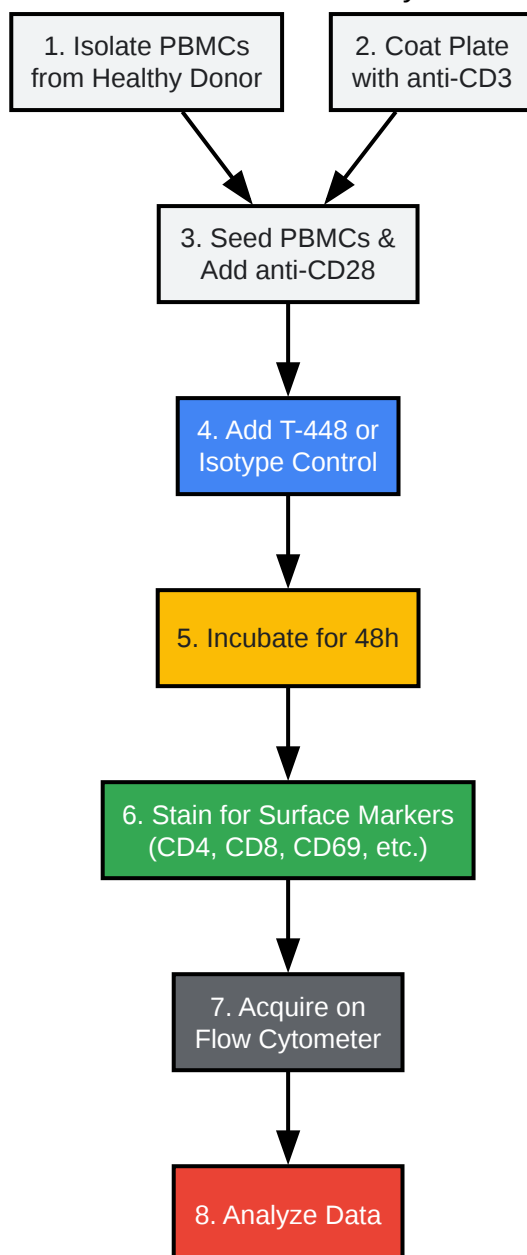 1. Isolate PBMCs
from Healthy Donor
2. Coat Plate
with anti-CD3
3. Seed PBMCs &
Add anti-CD28
4. Add T-448 or
Isotype Control
5. Incubate for 48h
6. Stain for Surface Markers
(CD4, CD8, CD69, etc.)
7. Acquire on
Flow Cytometer
8. Analyze Data